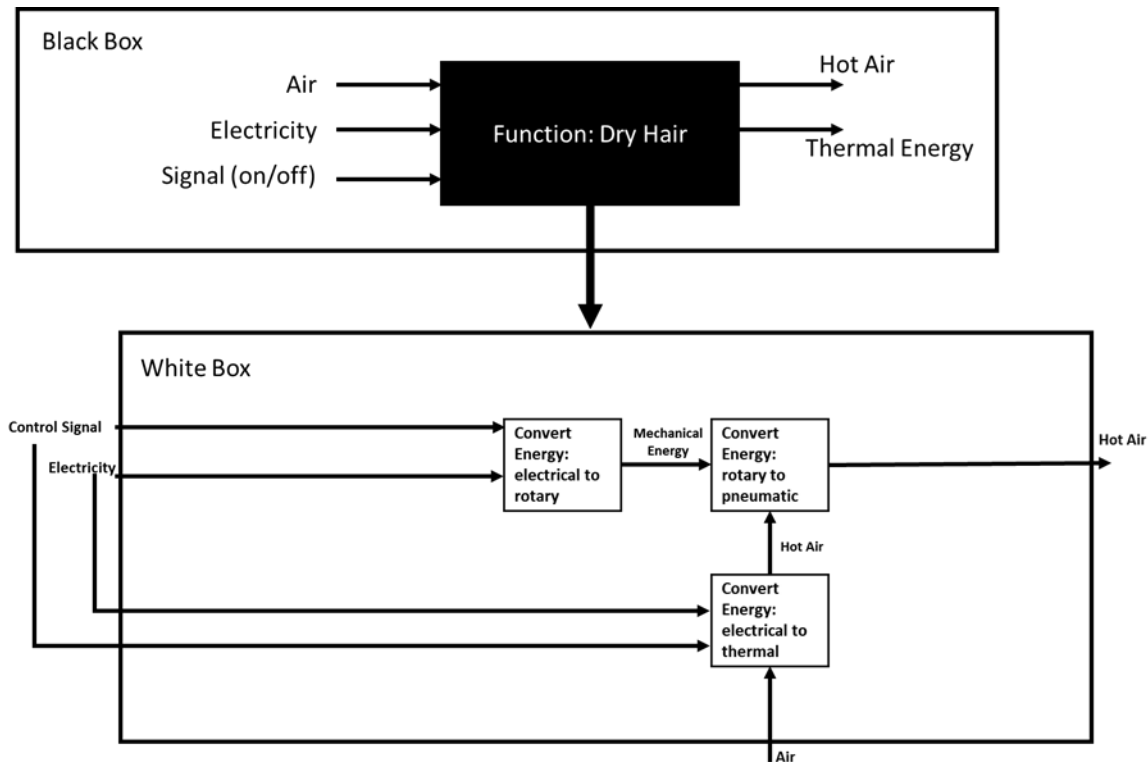 Black Box
Air
Electricity
Signal (on/off)
Function: Dry Hair
Hot Air
Thermal Energy
White Box
Control Signal
Electricity
Convert
Energy:
electrical to
rotary
Mechanical
Energy
Convert
Energy:
rotary to
pneumatic
Hot Air
Hot Air
Convert
Energy:
electrical to
thermal
Air